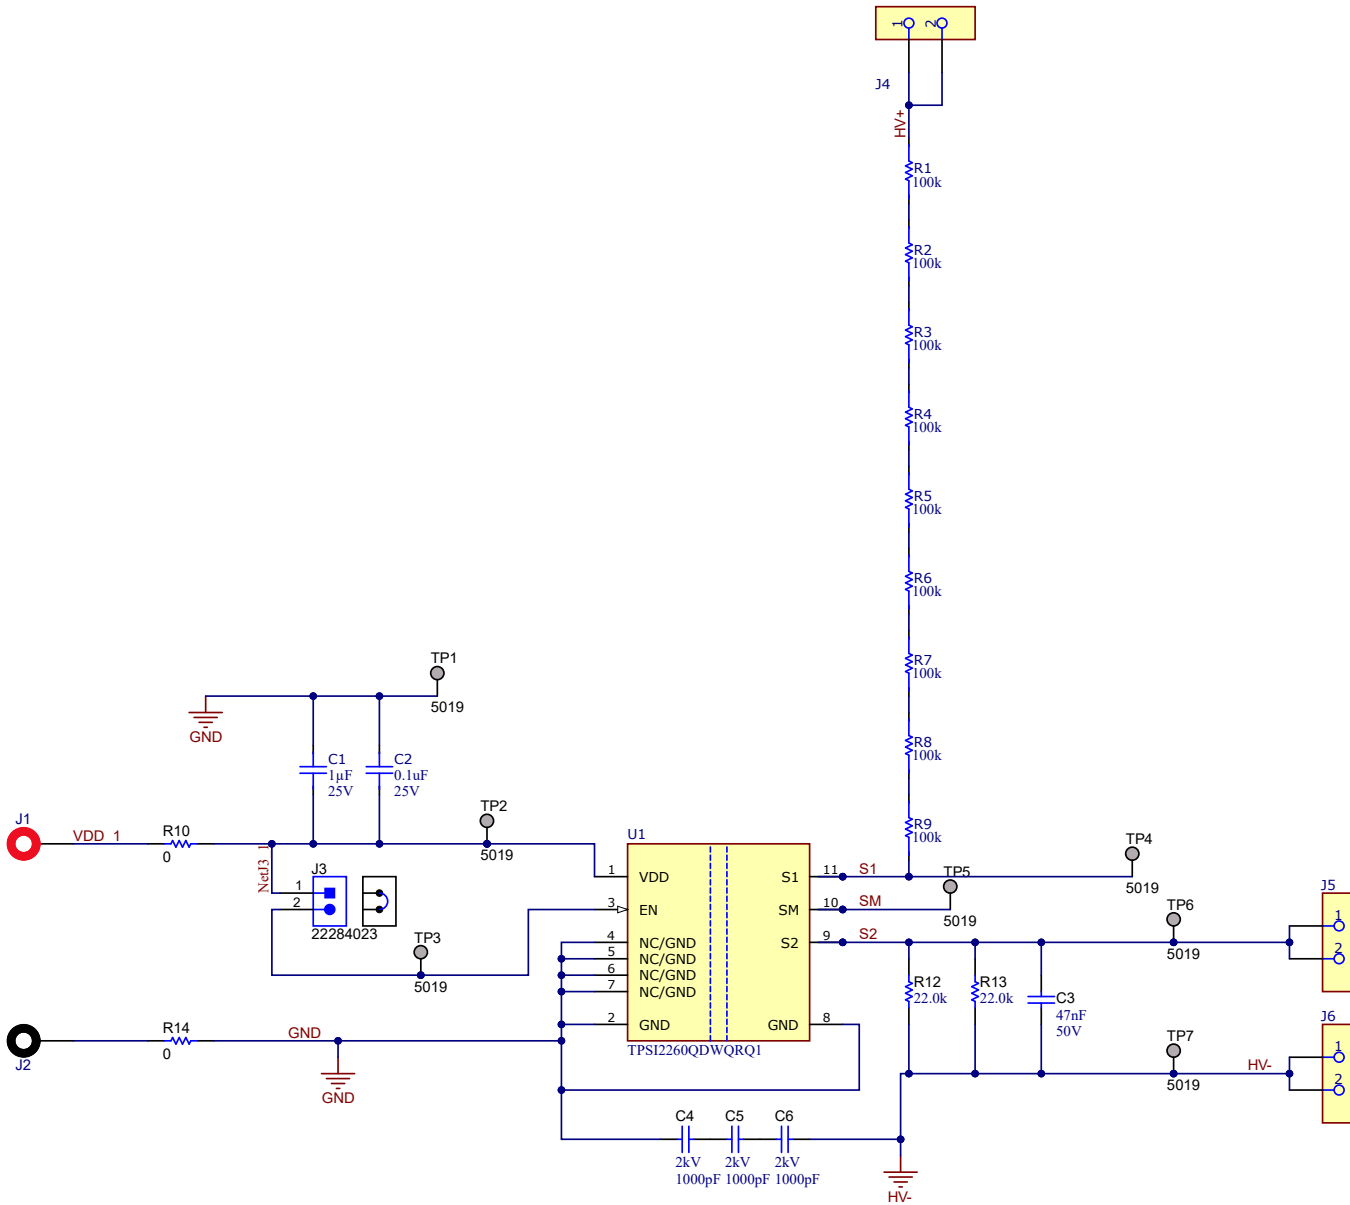 1
2
J4
HV+
R1
100k
R2
100k
R3
100k
R4
100k
R5
100k
R6
100k
R7
100k
R8
100k
R9
100k
TP1
5019
GND
C1
1µF
25V
C2
0.1uF
25V
J1
VDD_1
R10
0
TP2
5019
NetJ3_1
J3
1
2
22284023
TP3
5019
J2
R14
0
GND
GND
U1
1 VDD
3 EN
4 NC/GND
5 NC/GND
6 NC/GND
7 NC/GND
2 GND
S1 11
SM 10
S2 9
GND 8
TPSI2260QDWQRQ1
S1
SM
S2
TP4
5019
TP5
5019
TP6
5019
R12
22.0k
R13
22.0k
C3
47nF
50V
TP7
5019
HV-
J5
1
2
J6
1
2
C4
2kV
1000pF
C5
2kV
1000pF
C6
2kV
1000pF
HV-